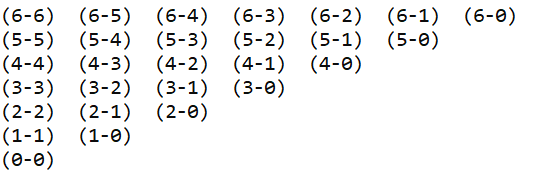 (6-6)  (6-5)  (6-4)  (6-3)  (6-2)  (6-1)  (6-0)
(5-5)  (5-4)  (5-3)  (5-2)  (5-1)  (5-0)
(4-4)  (4-3)  (4-2)  (4-1)  (4-0)
(3-3)  (3-2)  (3-1)  (3-0)
(2-2)  (2-1)  (2-0)
(1-1)  (1-0)
(0-0)